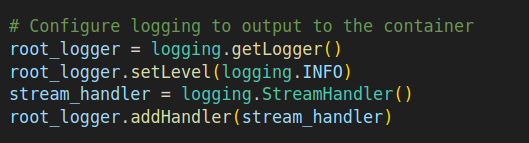 # Configure logging to output to the container
root_logger = logging.getLogger()
root_logger.setLevel(logging.INFO)
stream_handler = logging.StreamHandler()
root_logger.addHandler(stream_handler)